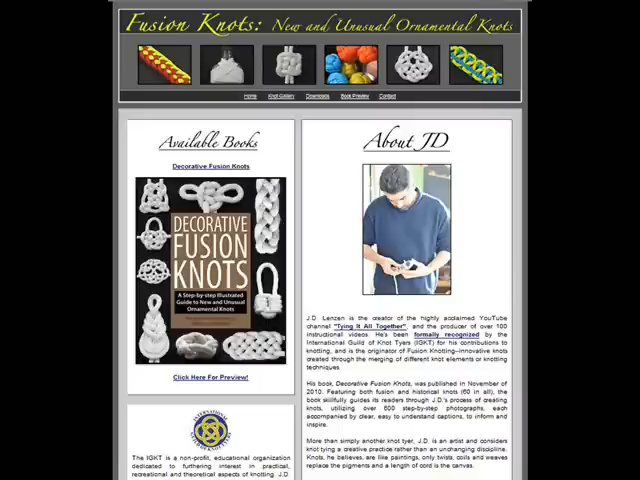 Fusion Knots: New and Unusual Ornamental Knots
Home Knot Gallery Downloads Book Preview Contact
Available Books
Decorative Fusion Knots
DECORATIVE
FUSION
KNOTS
A Step-by-step Illustrated
Guide to New and Unusual
Ornamental Knots
Click Here For Preview!
INTERNATIONAL
GUILD OF KNOT TYERS
The IGKT is a non-profit, educational organization
dedicated to furthering interest in practical,
recreational and theoretical aspects of knotting. J.D
About JD
J.D. Lenzen is the creator of the highly acclaimed YouTube
channel "Tying It All Together", and the producer of over 100
instructional videos. He's been formally recognized by the
International Guild of Knot Tyers (IGKT) for his contributions to
knotting, and is the originator of Fusion Knotting--innovative knots
created through the merging of different knot elements or knotting
techniques.
His book, Decorative Fusion Knots, was published in November of
2010. Featuring both fusion and historical knots (60 in all), the
book skillfully guides its readers through J.D.'s process of creating
knots, utilizing over 600 step-by-step photographs, each
accompanied by clear, easy to understand captions, to inform and
inspire.
More than simply another knot tyer, J.D. is an artist and considers
knot tying a creative practice rather than an unchanging discipline.
Knots, he believes, are like paintings, only twists, coils and weaves
replace the pigments and a length of cord is the canvas.